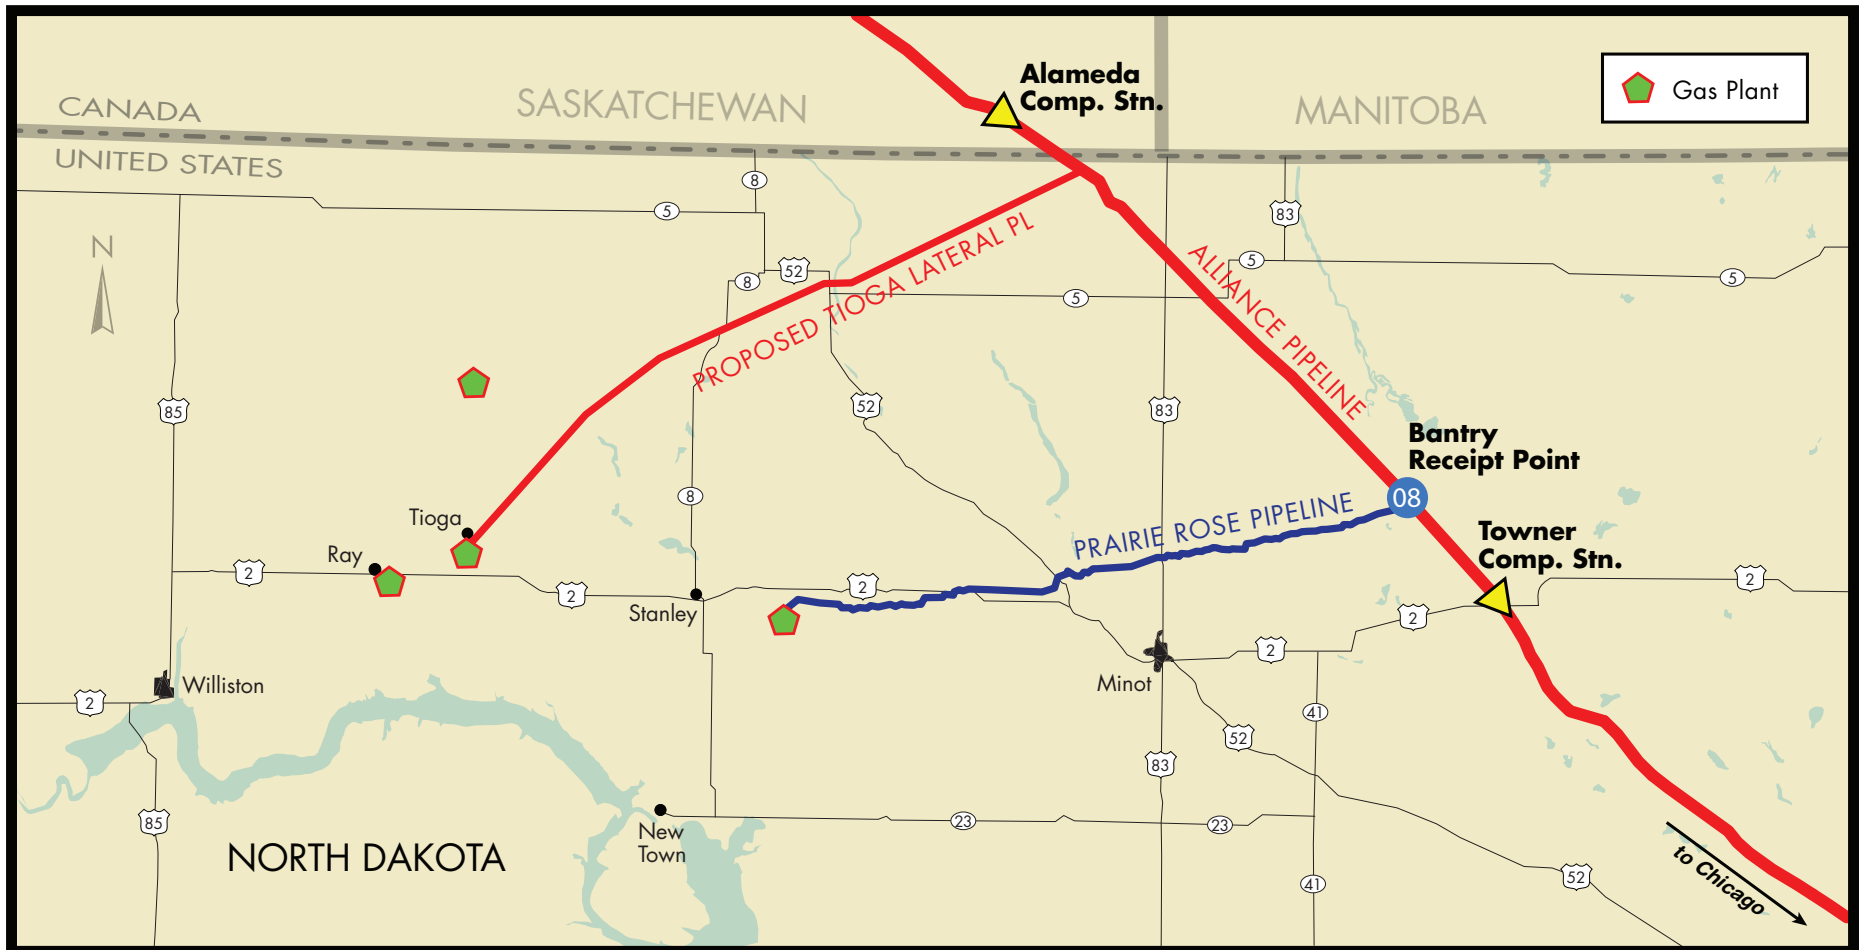 Alameda
Comp. Stn.
Gas Plant
SASKATCHEWAN
MANITOBA
CANADA
UNITED STATES
8
5
83
N
ALLIANCE PIPELINE
PROPOSED TIOGA LATERAL PL
5
52
8
5
5
85
52
83
Bantry
Receipt Point
08
8
PRAIRIE ROSE PIPELINE
Tioga
Towner
Comp. Stn.
Ray
2
2
2
2
Stanley
2
2
Williston
Minot
2
41
52
83
85
New
Town
23
23
NORTH DAKOTA
to Chicago
52
41